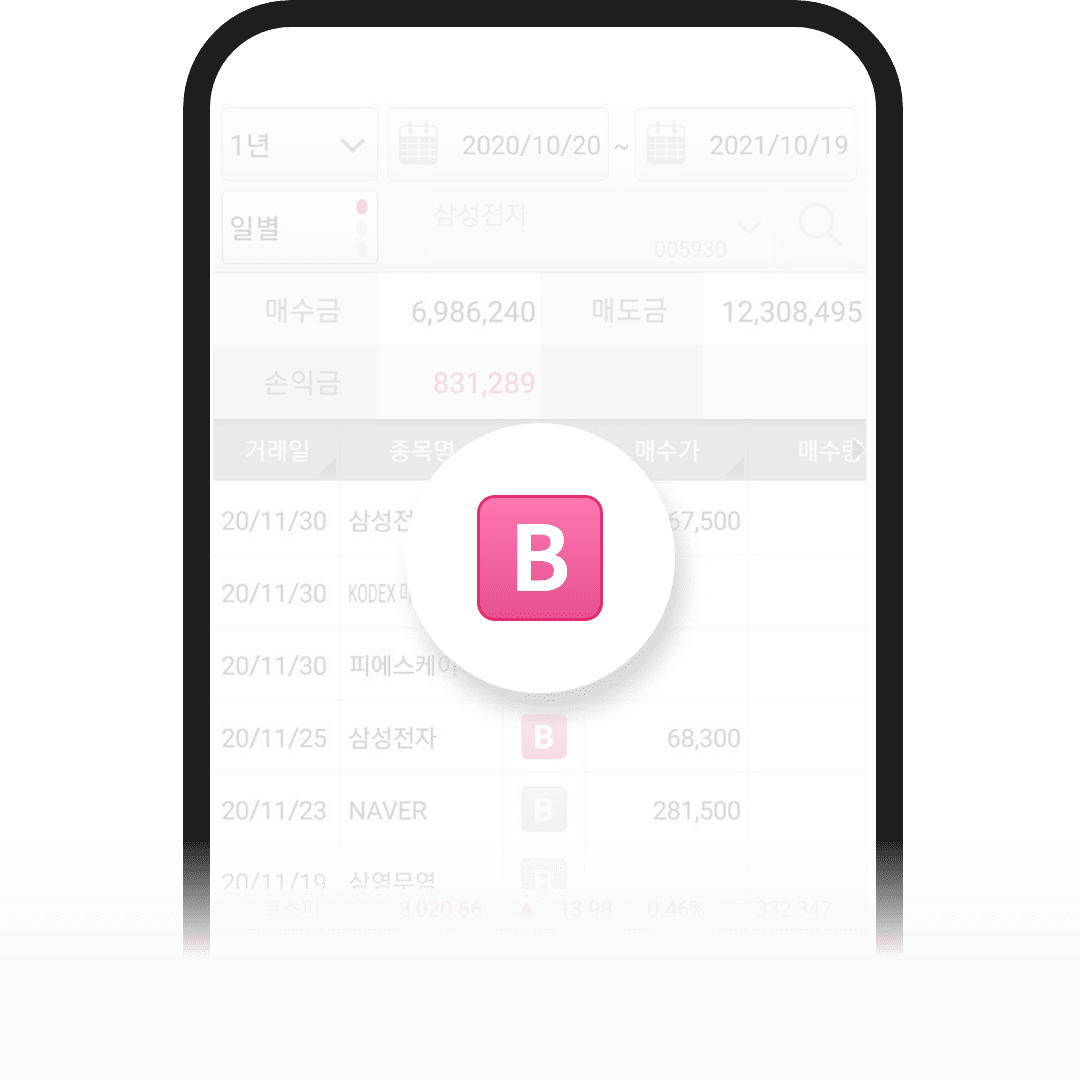 1년 2020/10/20 ~ 2021/10/19
일별 삼성전자 005930
매수금 6,986,240 매도금 12,308,495
손익금 831,289
거래일 종목명 매수가 매수량
20/11/30 삼성전 67,500
B
20/11/30 KODEX
20/11/30 피에스케이
20/11/25 삼성전자 B 68,300
20/11/23 NAVER B 281,500
20/11/19 삼영무역 B
코스피 3,020.66 ▲ 13.98 0.46% 332,347